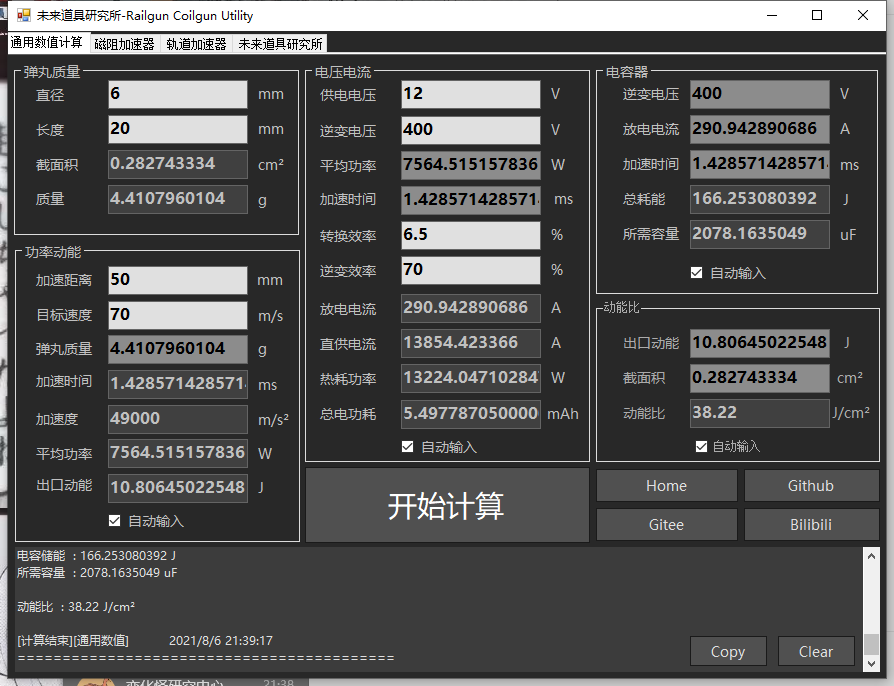 未来道具研究所-Railgun Coilgun Utility
通用数值计算 磁阻加速器 轨道加速器 未来道具研究所
弹丸质量
直径 6 mm
长度 20 mm
截面积 0.282743334 cm²
质量 4.4107960104 g
功率动能
加速距离 50 mm
目标速度 70 m/s
弹丸质量 4.4107960104 g
加速时间 1.428571428571 ms
加速度 49000 m/s²
平均功率 7564.515157836 W
出口动能 10.80645022548 J
自动输入
电压电流
供电电压 12 V
逆变电压 400 V
平均功率 7564.515157836 W
加速时间 1.428571428571 ms
转换效率 6.5 %
逆变效率 70 %
放电电流 290.942890686 A
直供电流 13854.423366 A
热耗功率 13224.04710284 W
总电功耗 5.497787050000 mAh
自动输入
开始计算
电容器
逆变电压 400 V
放电电流 290.942890686 A
加速时间 1.428571428571 ms
总耗能 166.253080392 J
所需容量 2078.1635049 uF
自动输入
动能比
出口动能 10.80645022548 J
截面积 0.282743334 cm²
动能比 38.22 J/cm²
自动输入
Home Github
Gitee Bilibili
电容储能 : 166.253080392 J
所需容量 : 2078.1635049 uF
动能比 : 38.22 J/cm²
[计算结束][通用数值] 2021/8/6 21:39:17
==========================================
Copy Clear
21:38